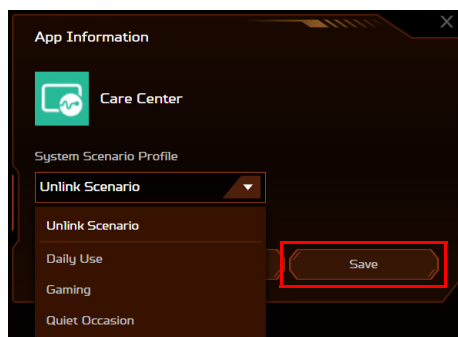 App Information
Care Center
System Scenario Profile
Unlink Scenario
Unlink Scenario
Daily Use
Save
Gaming
Quiet Occasion